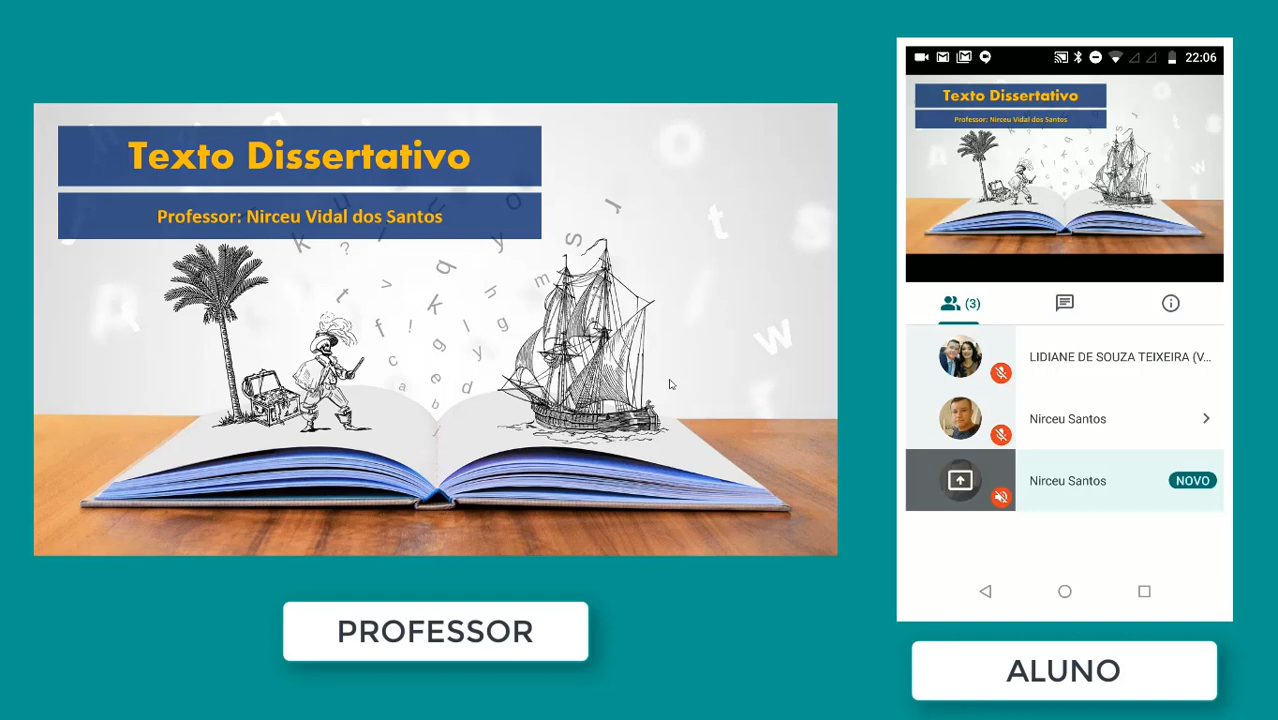 Texto Dissertativo
Professor: Nirceu Vidal dos Santos
PROFESSOR
22:06
Texto Dissertativo
Professor: Nirceu Vidal dos Santos
(3)
LIDIANE DE SOUZA TEIXEIRA (V...
Nirceu Santos
Nirceu Santos
NOVO
ALUNO